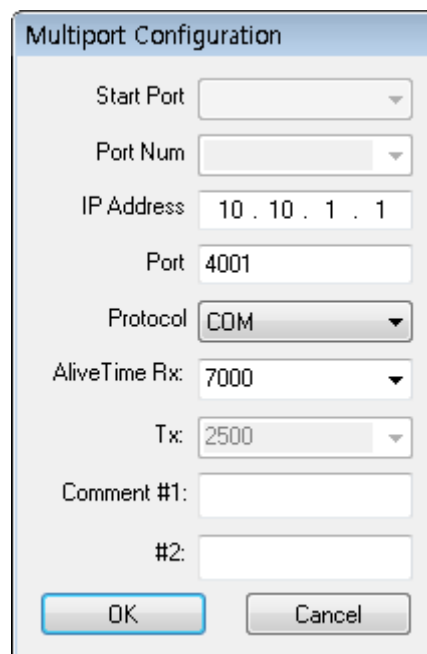 Multiport Configuration
Start Port
Port Num
IP Address 10 . 10 . 1 . 1
Port 4001
Protocol COM
AliveTime Rx: 7000
Tx: 2500
Comment #1:
#2:
OK Cancel